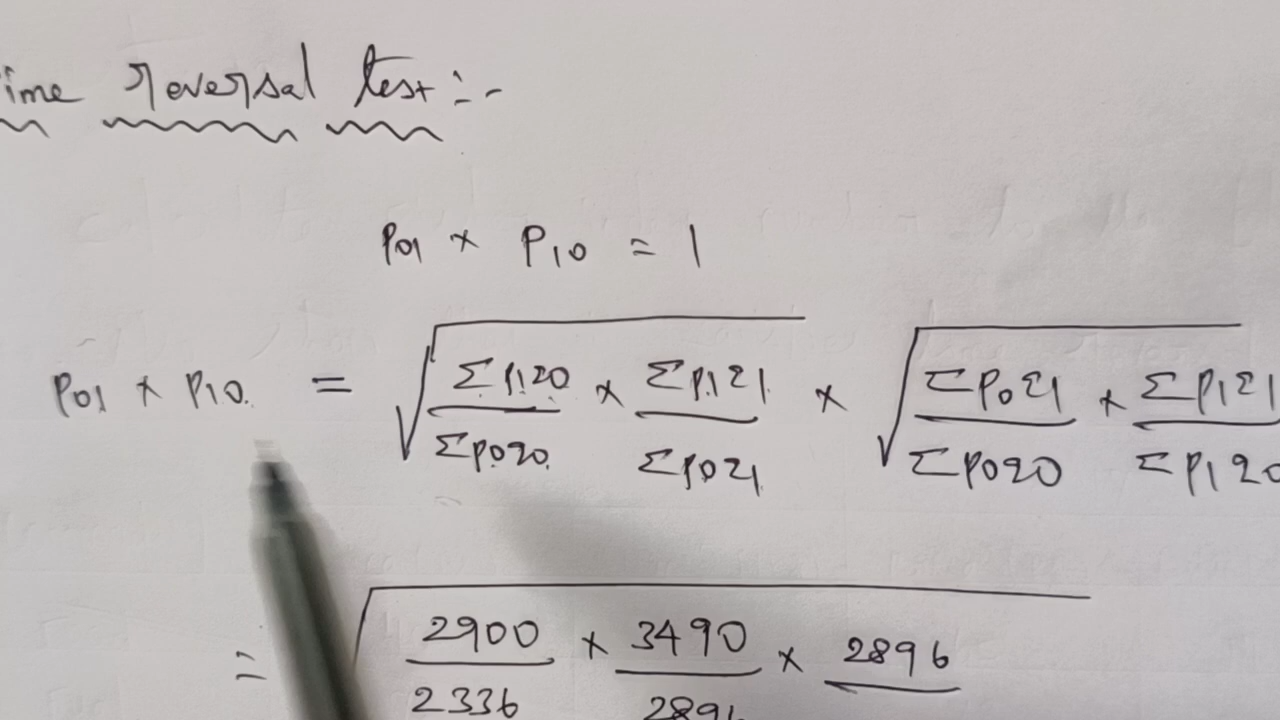 ime reversal test :-
P01 × P10 = 1
P01 × P10 = √ ΣP1q0 / ΣP0q0 × ΣP1q1 / ΣP0q1 × √ ΣP0q1 / ΣP0q0 × ΣP1q1 / ΣP1q0
= √ 2900 / 2336 × 3490 / 2896 × 2896